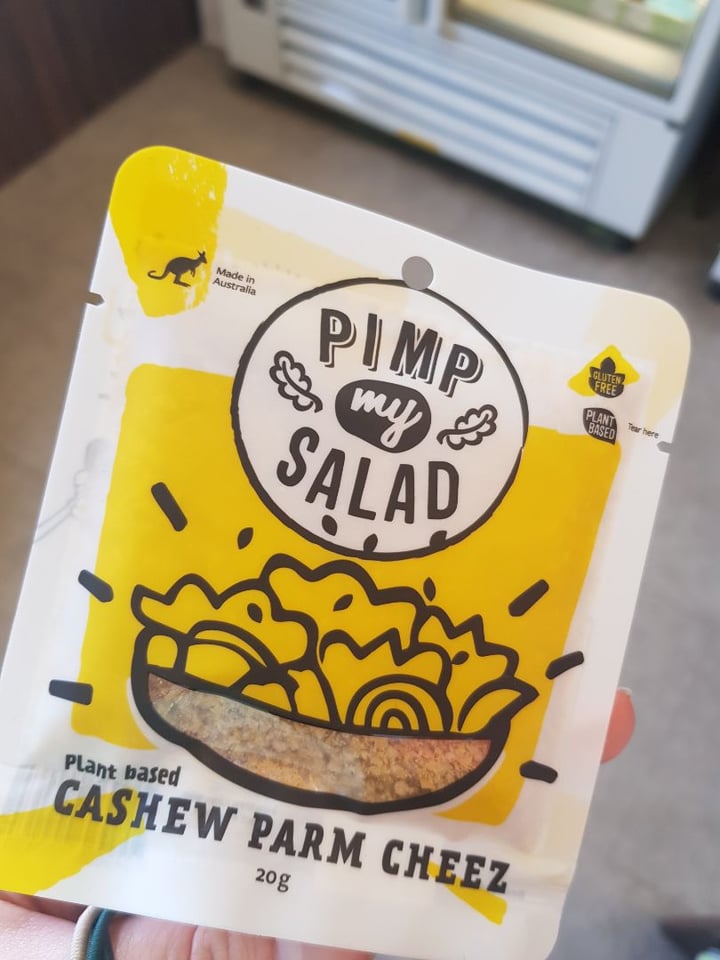 Made in
Australia
PIMP
my
SALAD
GLUTEN
FREE
PLANT
BASED
Tear here
Plant based
CASHEW PARM CHEEZ
20g